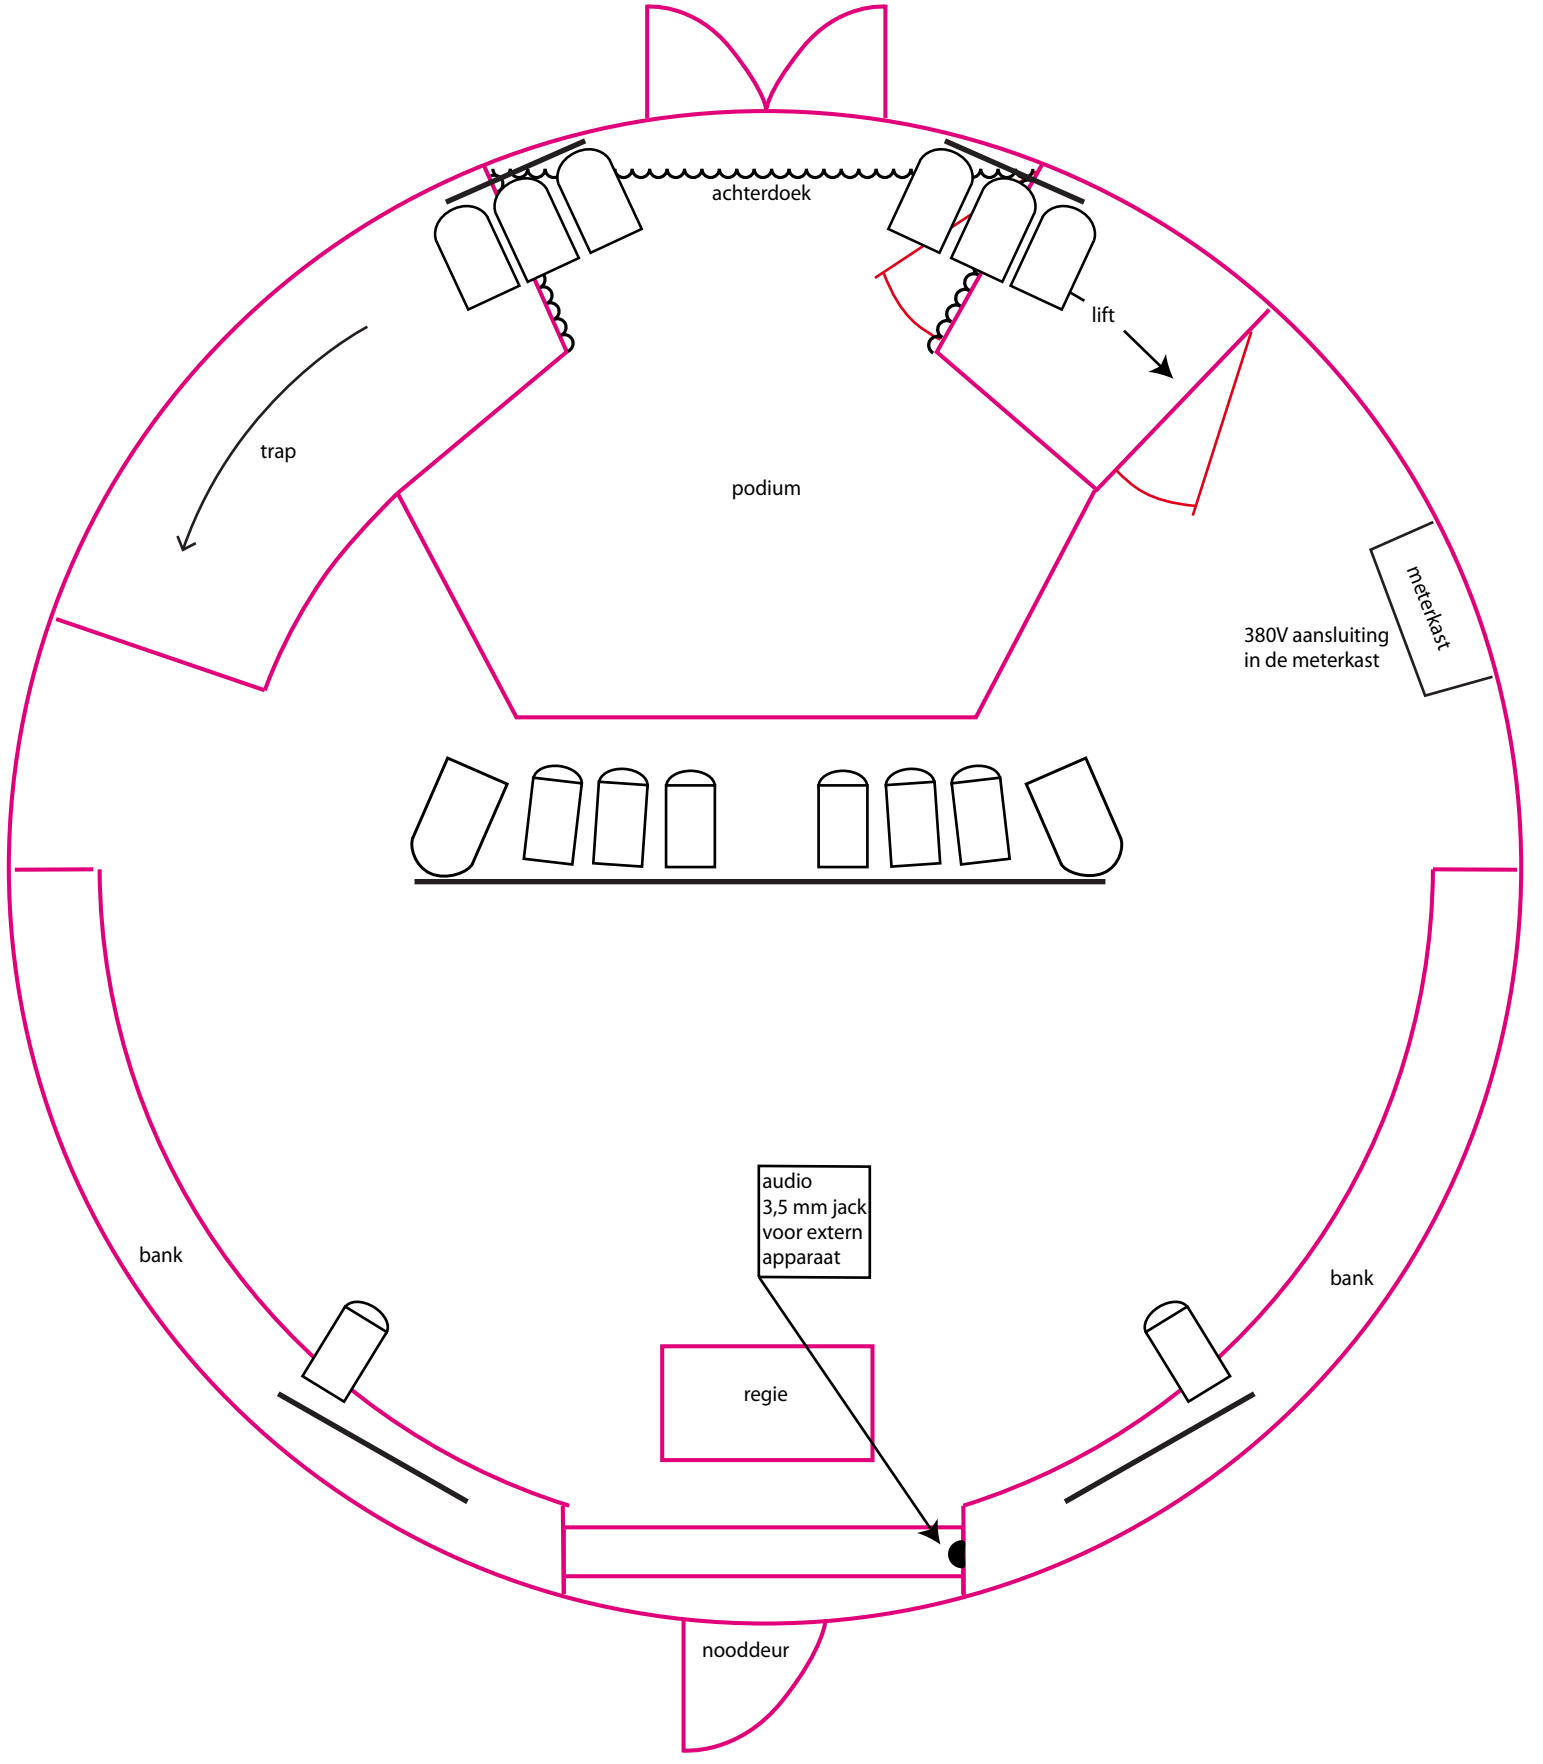 achterdoek
lift
trap
podium
meterkast
380V aansluiting
in de meterkast
audio
3,5 mm jack
voor extern
apparaat
bank
bank
regie
nooddeur